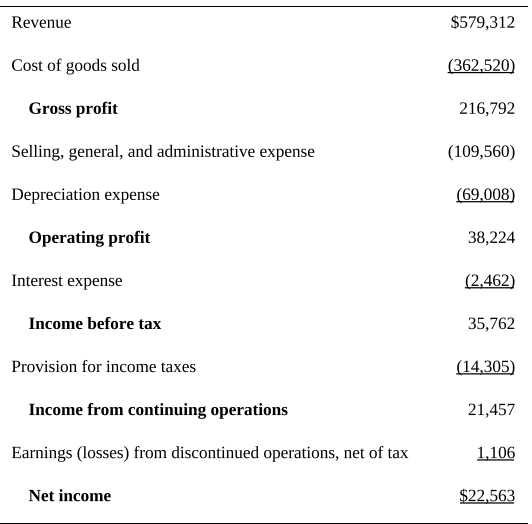 Revenue $579,312
Cost of goods sold (362,520)
Gross profit 216,792
Selling, general, and administrative expense (109,560)
Depreciation expense (69,008)
Operating profit 38,224
Interest expense (2,462)
Income before tax 35,762
Provision for income taxes (14,305)
Income from continuing operations 21,457
Earnings (losses) from discontinued operations, net of tax 1,106
Net income $22,563